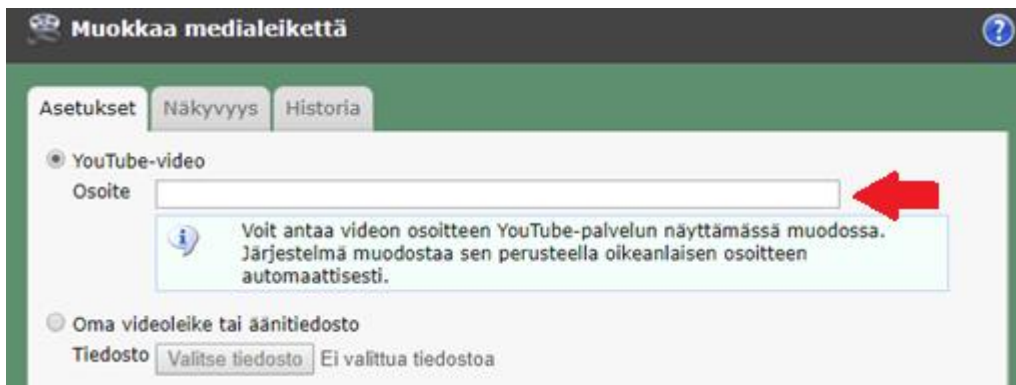 Muokkaa medialeikettä
?
Asetukset Näkyvyys Historia
YouTube-video
Osoite
Voit antaa videon osoitteen YouTube-palvelun näyttämässä muodossa.
Järjestelmä muodostaa sen perusteella oikeanlaisen osoitteen
automaattisesti.
Oma videoleike tai äänitiedosto
Tiedosto Valitse tiedosto Ei valittua tiedostoa